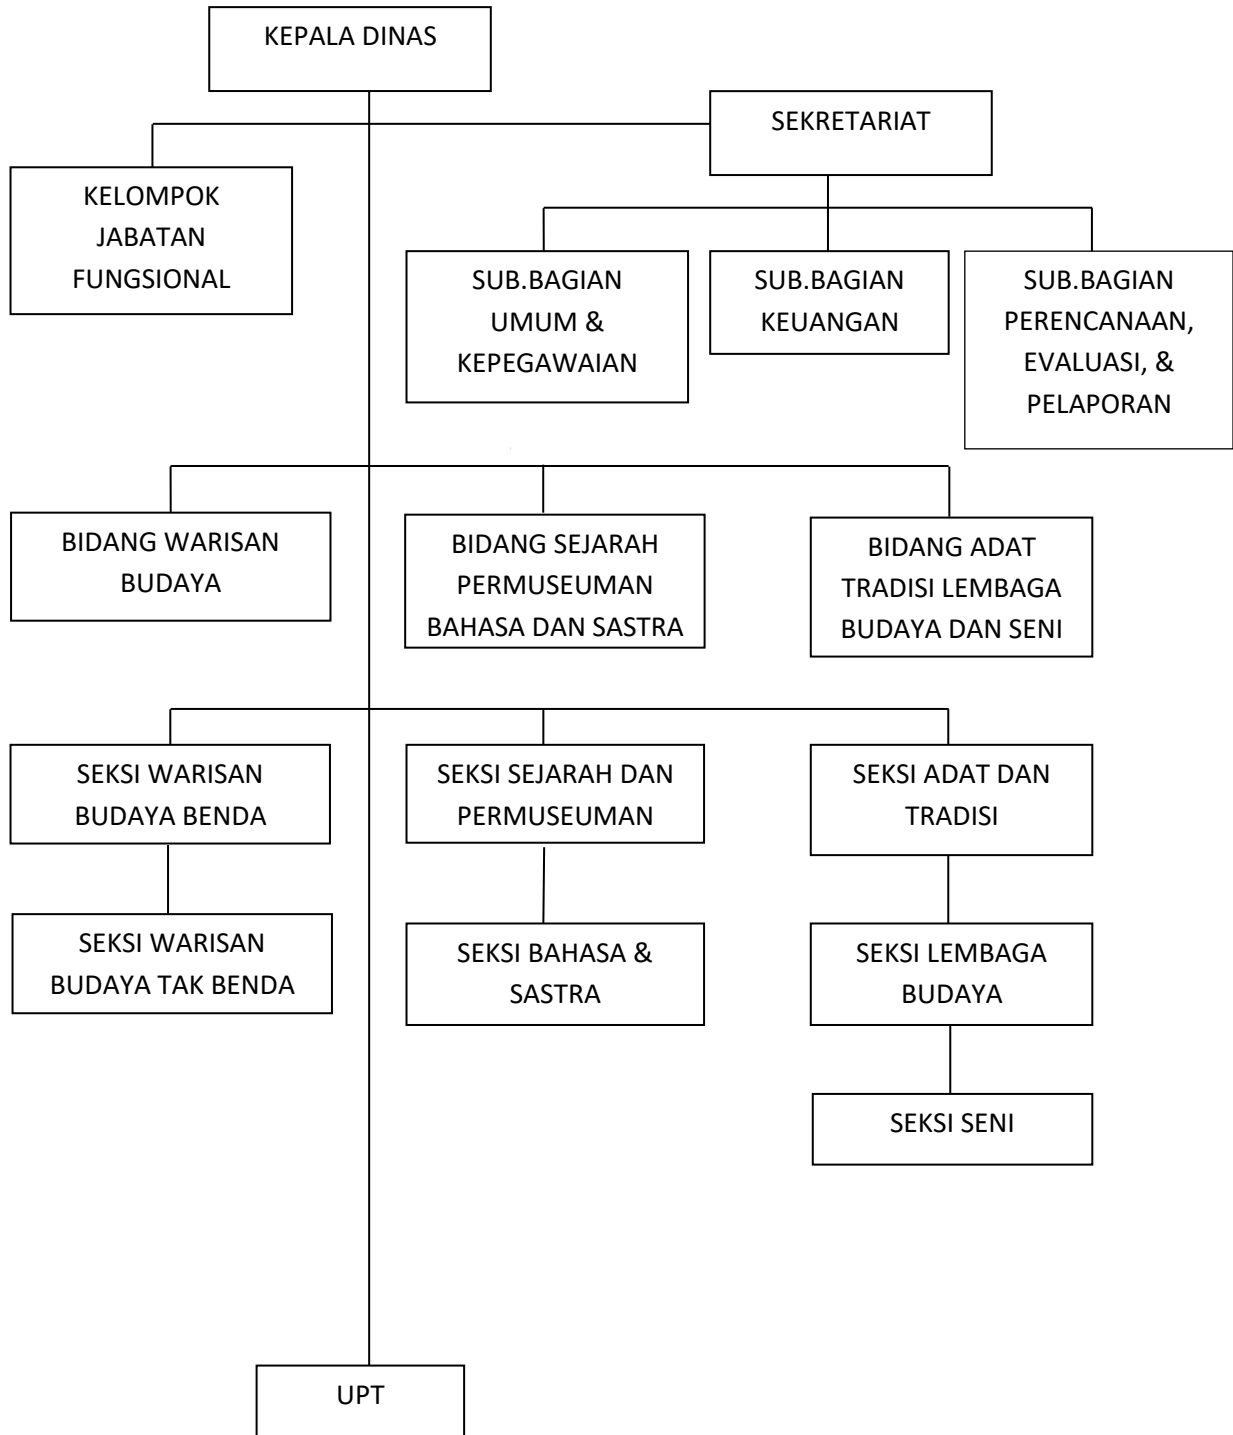 KEPALA DINAS
SEKRETARIAT
KELOMPOK
JABATAN
FUNGSIONAL
SUB.BAGIAN
UMUM &
KEPEGAWAIAN
SUB.BAGIAN
KEUANGAN
SUB.BAGIAN
PERENCANAAN,
EVALUASI, &
PELAPORAN
BIDANG WARISAN
BUDAYA
BIDANG SEJARAH
PERMUSEUMAN
BAHASA DAN SASTRA
BIDANG ADAT
TRADISI LEMBAGA
BUDAYA DAN SENI
SEKSI WARISAN
BUDAYA BENDA
SEKSI SEJARAH DAN
PERMUSEUMAN
SEKSI ADAT DAN
TRADISI
SEKSI WARISAN
BUDAYA TAK BENDA
SEKSI BAHASA &
SASTRA
SEKSI LEMBAGA
BUDAYA
SEKSI SENI
UPT